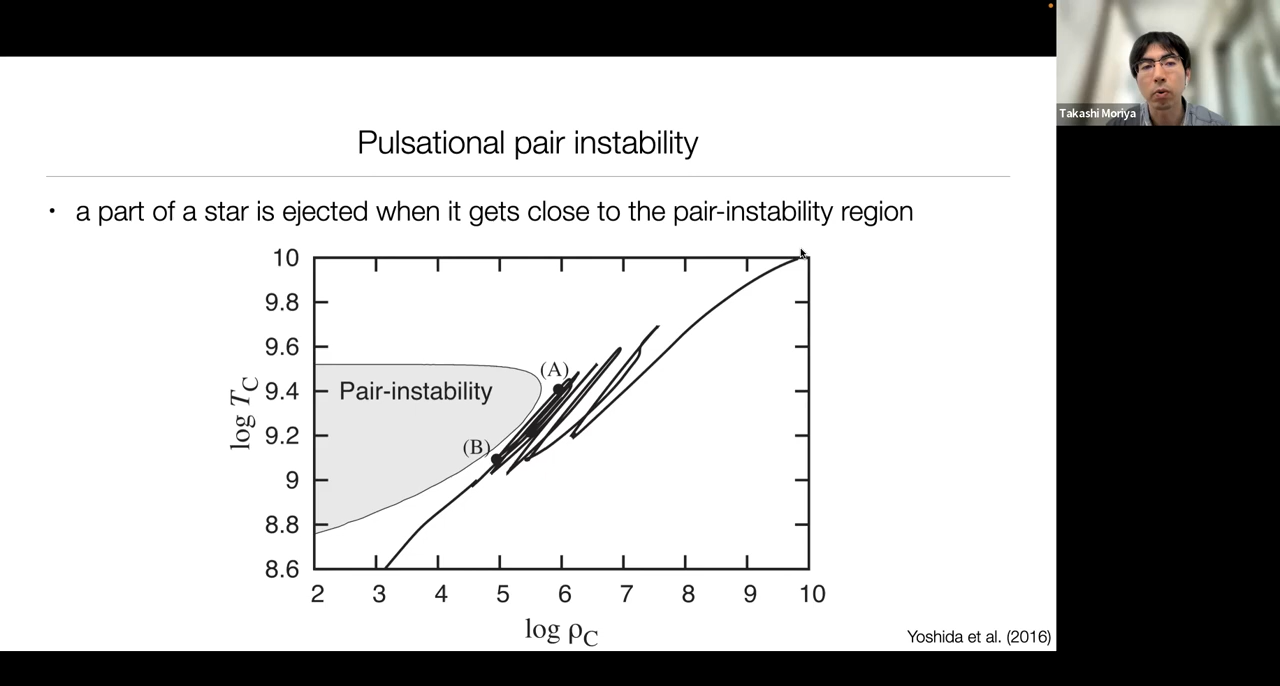 Takashi Moriya
Pulsational pair instability
• a part of a star is ejected when it gets close to the pair-instability region
10
9.8
9.6
9.4
9.2
9
8.8
8.6
log TC
Pair-instability
(A)
(B)
2 3 4 5 6 7 8 9 10
log ρC
Yoshida et al. (2016)